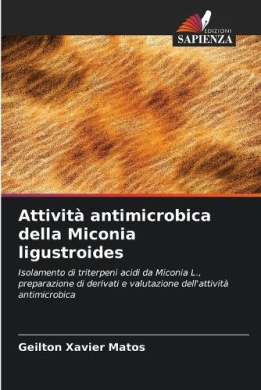 EDIZIONI
SAPIENZA
Attività antimicrobica
della Miconia
ligustroides
Isolamento di triterpeni acidi da Miconia L.,
preparazione di derivati e valutazione dell'attività
antimicrobica
Geilton Xavier Matos